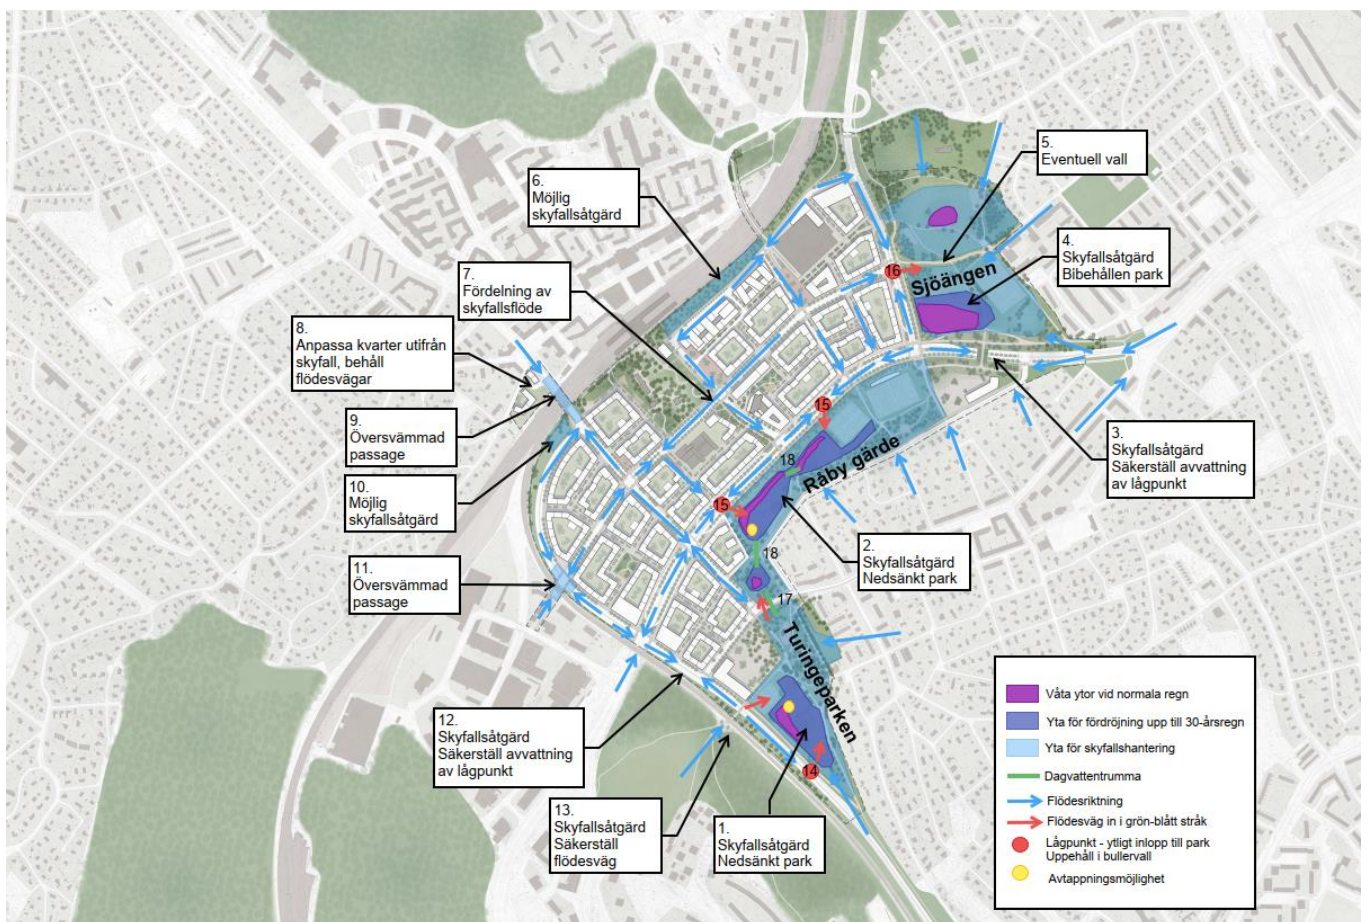 5.
Eventuell vall
6.
Möjlig
skyfallsåtgärd
4.
Skyfallsåtgärd
Bibehållen park
7.
Fördelning av
skyfallsflöde
16
Sjöängen
8.
Anpassa kvarter utifrån
skyfall, behåll
flödesvägar
9.
Översvämmad
passage
15
3.
Skyfallsåtgärd
Säkerställ avvattning
av lågpunkt
18
Råby gärde
10.
Möjlig
skyfallsåtgärd
15
2.
Skyfallsåtgärd
Nedsänkt park
18
11.
Översvämmad
passage
17
Turingeparken
12.
Skyfallsåtgärd
Säkerställ avvattning
av lågpunkt
14
13.
Skyfallsåtgärd
Säkerställ
flödesväg
1.
Skyfallsåtgärd
Nedsänkt park
Våta ytor vid normala regn
Yta för fördröjning upp till 30-årsregn
Yta för skyfallshantering
Dagvattentrumma
Flödesriktning
Flödesväg in i grön-blått stråk
Lågpunkt - ytligt inlopp till park
Uppehåll i bullervall
Avtappningsmöjlighet